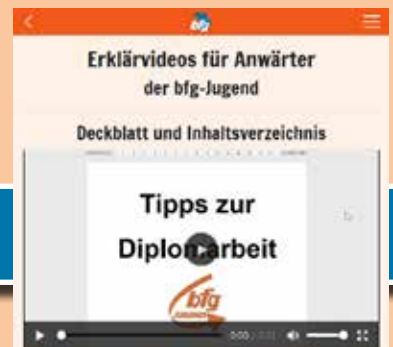 bfg
Erklärvideos für Anwärter
der bfg-Jugend
Deckblatt und Inhaltsverzeichnis
Tipps zur
Diplomarbeit
bfg